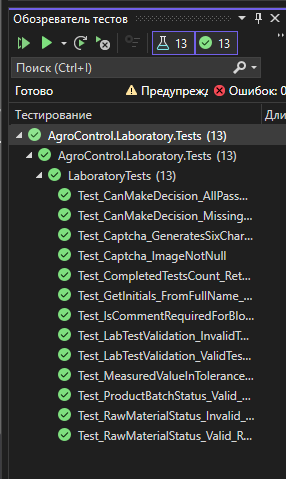 Обозреватель тестов
13 13
Поиск (Ctrl+I)
Готово Предупрежд Ошибок: 0
Тестирование Дли
AgroControl.Laboratory.Tests (13)
AgroControl.Laboratory.Tests (13)
LaboratoryTests (13)
Test_CanMakeDecision_AllPass...
Test_CanMakeDecision_Missing...
Test_Captcha_GeneratesSixChar...
Test_Captcha_ImageNotNull
Test_CompletedTestsCount_Ret...
Test_GetInitials_FromFullName_...
Test_IsCommentRequiredForBlo...
Test_LabTestValidation_InvalidT...
Test_LabTestValidation_ValidTes...
Test_MeasuredValueInTolerance...
Test_ProductBatchStatus_Valid_...
Test_RawMaterialStatus_Invalid_...
Test_RawMaterialStatus_Valid_R...